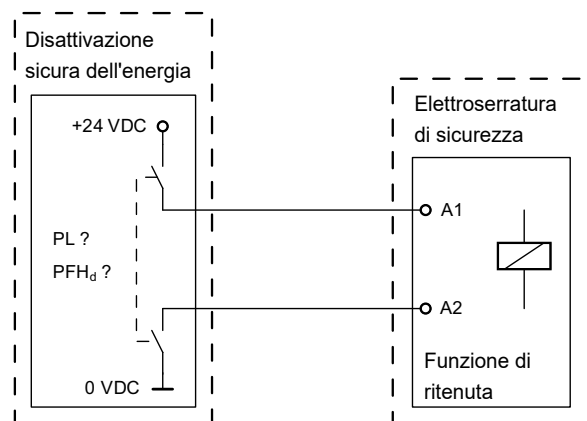 Disattivazione
sicura dell'energia
+24 VDC
PL ?
PFHd ?
0 VDC
Elettroserratura
di sicurezza
A1
A2
Funzione di
ritenuta